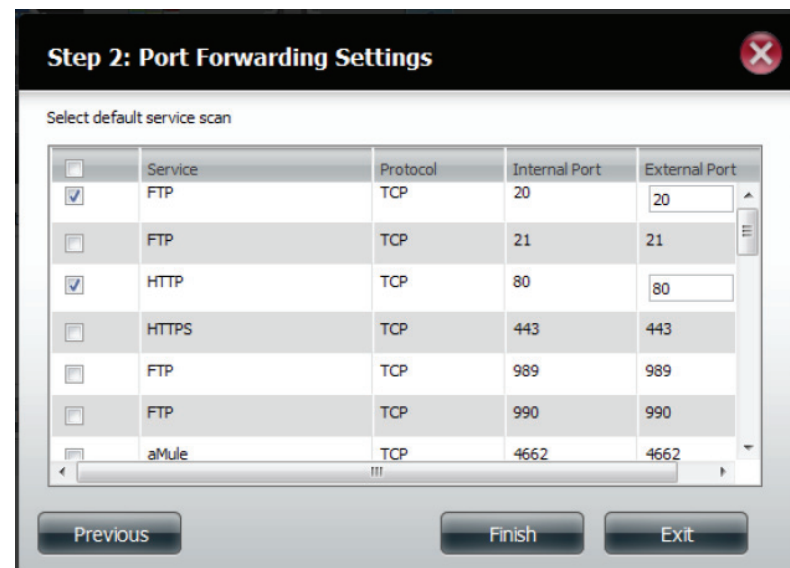 Step 2: Port Forwarding Settings
Select default service scan
Service Protocol Internal Port External Port
FTP TCP 20 20
FTP TCP 21 21
HTTP TCP 80 80
HTTPS TCP 443 443
FTP TCP 989 989
FTP TCP 990 990
aMule TCP 4662 4662
Previous Finish Exit